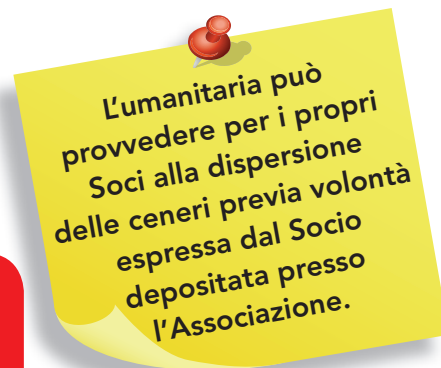 L'umanitaria può
provvedere per i propri
Soci alla dispersione
delle ceneri previa volontà
espressa dal Socio
depositata presso
l'Associazione.